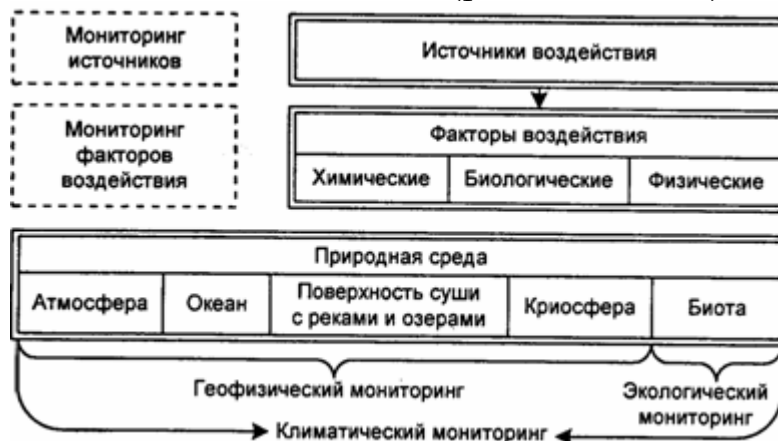 Мониторинг
источников
Источники воздействия
Мониторинг
факторов
воздействия
Факторы воздействия
Химические
Биологические
Физические
Природная среда
Атмосфера
Океан
Поверхность суши
с реками и озерами
Криосфера
Биота
Геофизический мониторинг
Экологический
мониторинг
Климатический мониторинг